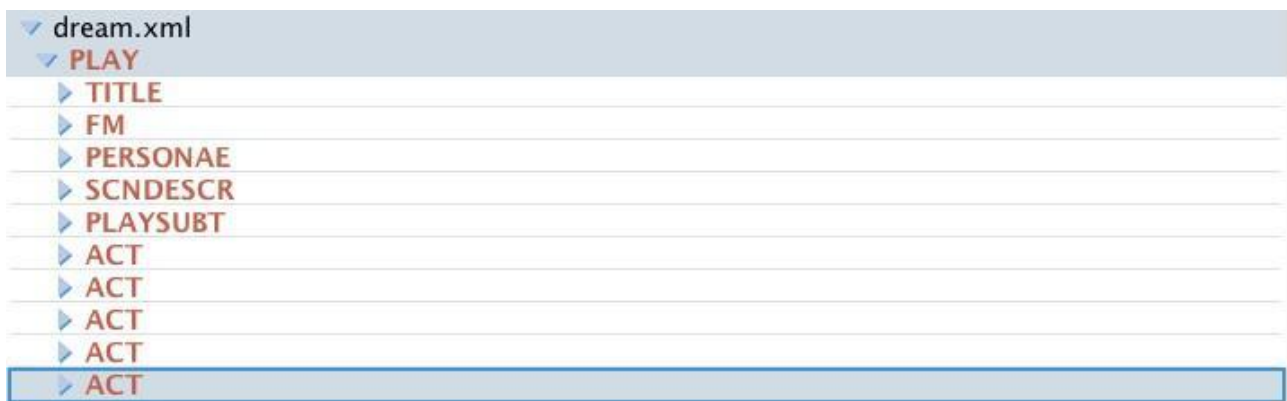 dream.xml
PLAY
TITLE
FM
PERSONAE
SCNDESCR
PLAYSUBT
ACT
ACT
ACT
ACT
ACT